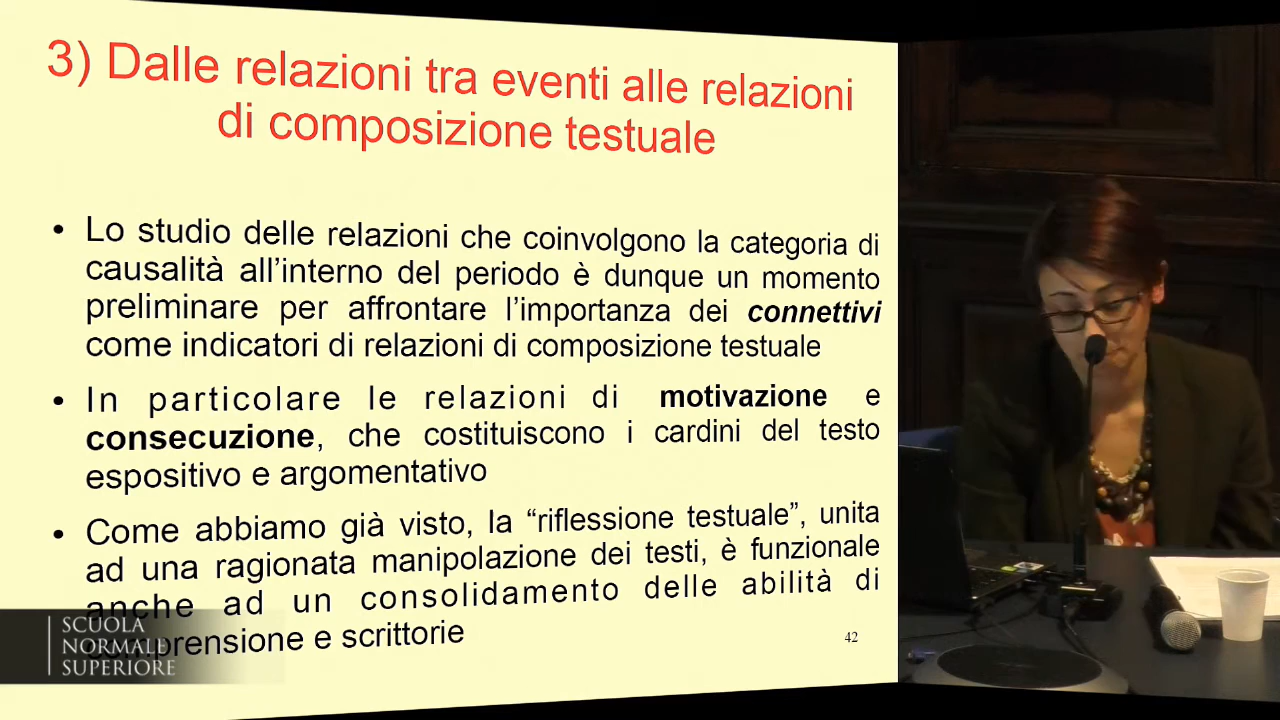 3) Dalle relazioni tra eventi alle relazioni
di composizione testuale
• Lo studio delle relazioni che coinvolgono la categoria di
causalità all’interno del periodo è dunque un momento
preliminare per affrontare l’importanza dei connettivi
come indicatori di relazioni di composizione testuale
• In particolare le relazioni di motivazione e
consecuzione, che costituiscono i cardini del testo
espositivo e argomentativo
• Come abbiamo già visto, la “riflessione testuale”, unita
ad una ragionata manipolazione dei testi, è funzionale
anche ad un consolidamento delle abilità di
comprensione e scrittorie
42
SCUOLA
NORMALE
SUPERIORE